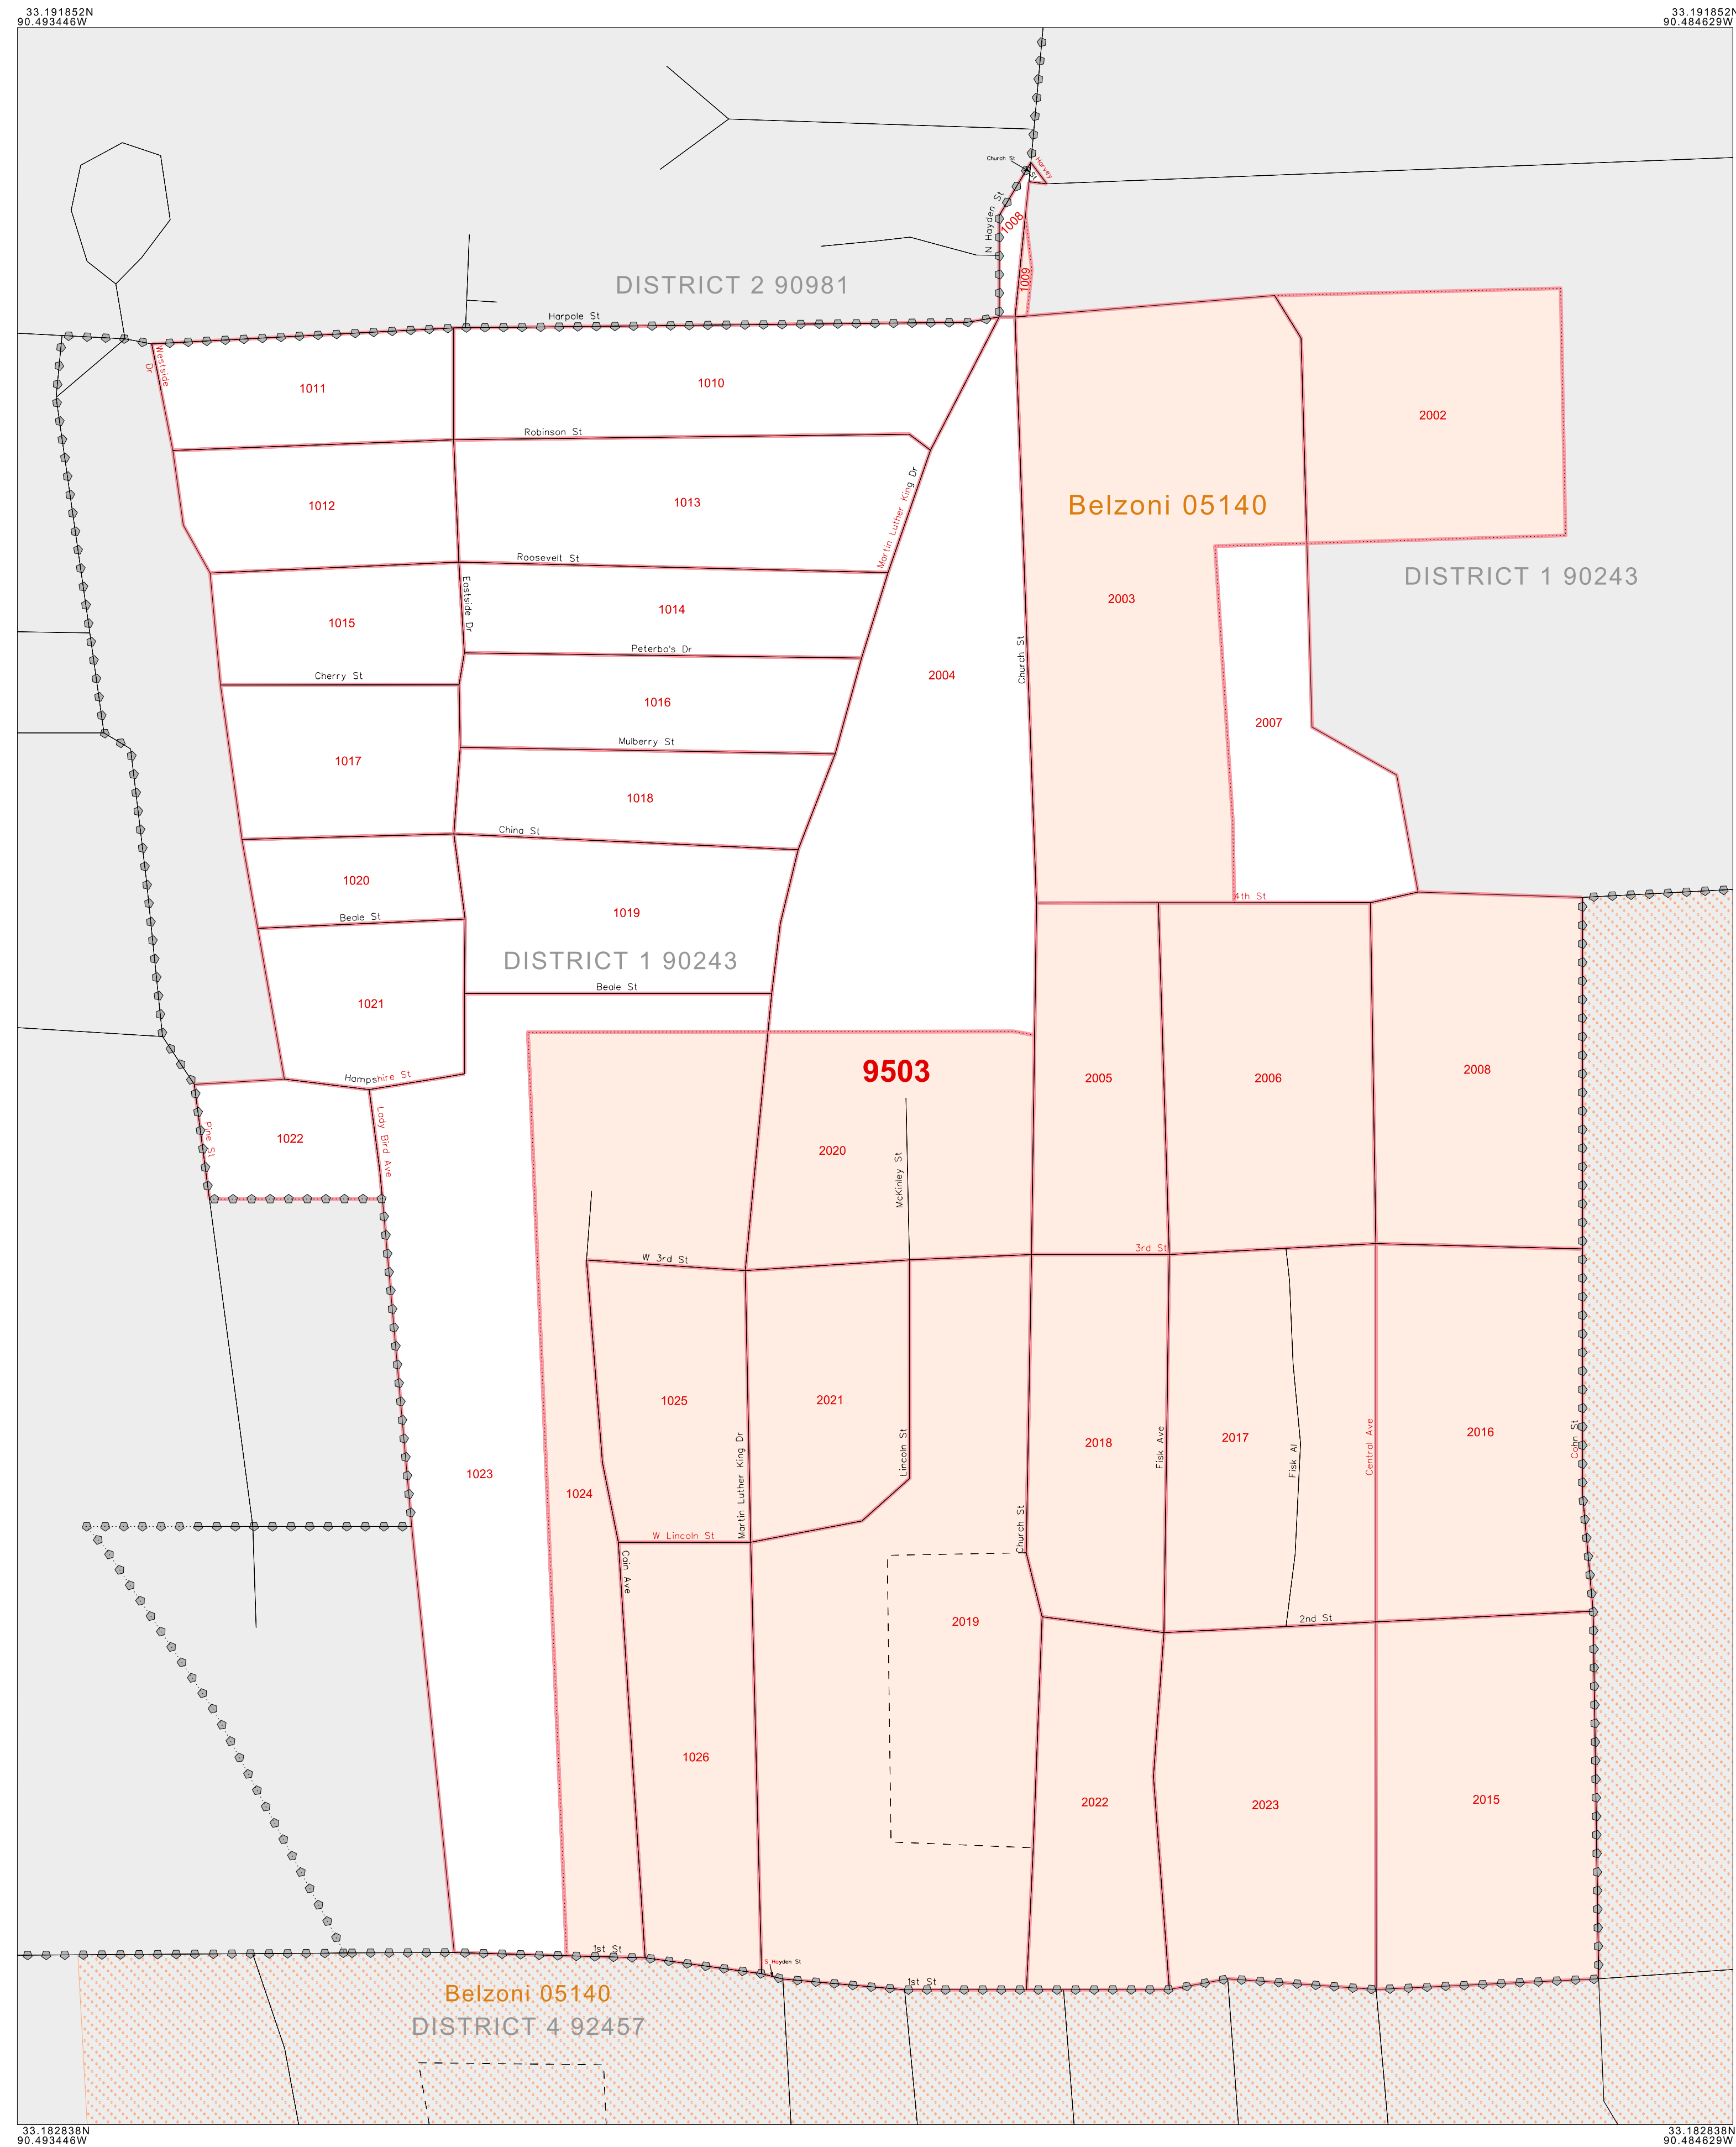 33.191852N
90.493446W
33.191852N
90.484629W
Church St
Harvey St
N Hayden St
1008
1009
DISTRICT 2 90981
Harpole St
Westside Dr
1011
1010
2002
Robinson St
1012
1013
Martin Luther King Dr
Belzoni 05140
Roosevelt St
DISTRICT 1 90243
Eastside Dr
2003
1015
1014
Peterbo's Dr
Church St
Cherry St
2004
1016
2007
Mulberry St
1017
1018
China St
1020
4th St
Beale St
1019
DISTRICT 1 90243
Beale St
1021
9503
Hampshire St
2005
2006
2008
Pine St
1022
Lady Bird Ave
2020
McKinley St
W 3rd St
3rd St
1025
2021
Lincoln St
2018
Fisk Ave
2017
Fisk Al
Central Ave
2016
Cohn St
1023
1024
Martin Luther King Dr
W Lincoln St
Church St
Cain Ave
2019
2nd St
1026
2022
2023
2015
1st St
S Hayden St
1st St
Belzoni 05140
DISTRICT 4 92457
33.182838N
90.493446W
33.182838N
90.484629W